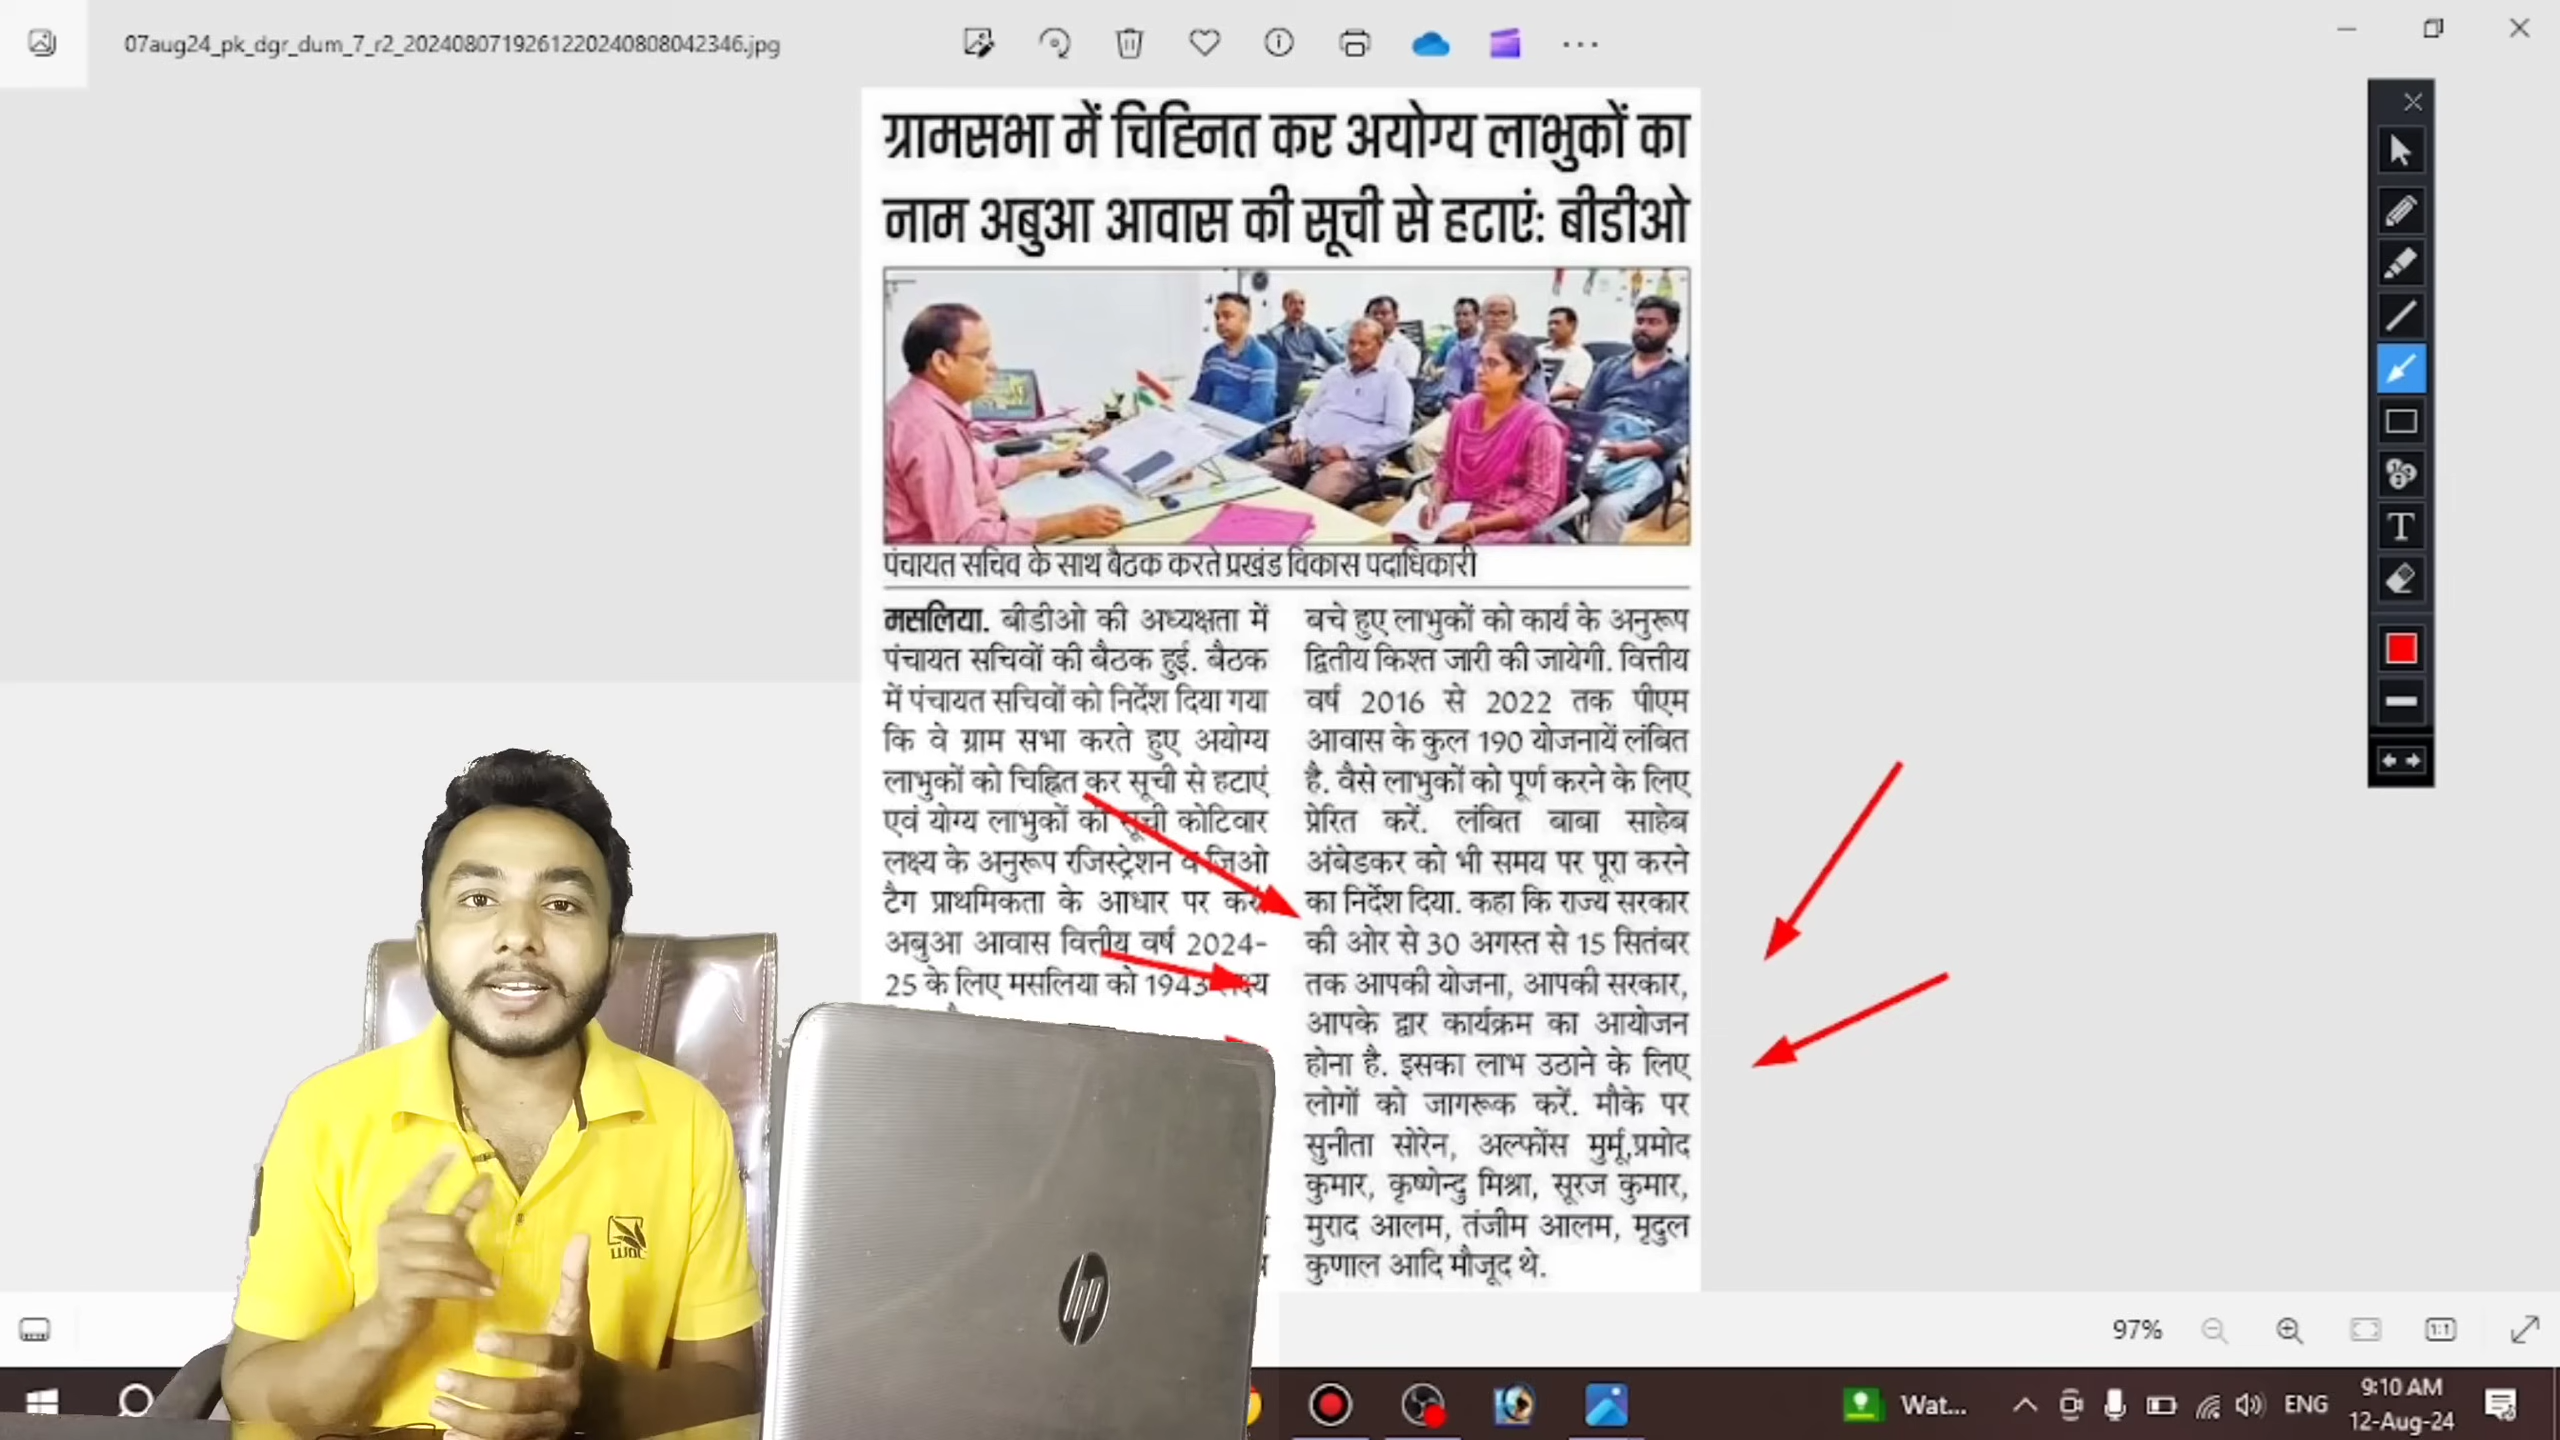 07aug24_pk_dgr_dum_7_r2_2024080719261220240808042346.jpg
ग्रामसभा में चिह्नित कर अयोग्य लाभुकों का
नाम अबुआ आवास की सूची से हटाएं: बीडीओ
पंचायत सचिव के साथ बैठक करते प्रखंड विकास पदाधिकारी
मसलिया. बीडीओ की अध्यक्षता में
पंचायत सचिवों की बैठक हुई. बैठक
में पंचायत सचिवों को निर्देश दिया गया
कि वे ग्राम सभा करते हुए अयोग्य
लाभुकों को चिह्नित कर सूची से हटाएं
एवं योग्य लाभुकों की सूची कोटिवार
लक्ष्य के अनुरूप रजिस्ट्रेशन व जिओ
टैग प्राथमिकता के आधार पर करें
अबुआ आवास वित्तीय वर्ष 2024-
25 के लिए मसलिया को 1943 लक्ष्य
बचे हुए लाभुकों को कार्य के अनुरूप
द्वितीय किश्त जारी की जायेगी. वित्तीय
वर्ष 2016 से 2022 तक पीएम
आवास के कुल 190 योजनायें लंबित
है. वैसे लाभुकों को पूर्ण करने के लिए
प्रेरित करें. लंबित बाबा साहेब
अंबेडकर को भी समय पर पूरा करने
का निर्देश दिया. कहा कि राज्य सरकार
की ओर से 30 अगस्त से 15 सितंबर
तक आपकी योजना, आपकी सरकार,
आपके द्वार कार्यक्रम का आयोजन
होना है. इसका लाभ उठाने के लिए
लोगों को जागरूक करें. मौके पर
सुनीता सोरेन, अल्फोंस मुर्मू,प्रमोद
कुमार, कृष्णेन्दु मिश्रा, सूरज कुमार,
मुराद आलम, तंजीम आलम, मृदुल
कुणाल आदि मौजूद थे.
T
hp
97%
1:1
Wat...
ENG
9:10 AM
12-Aug-24